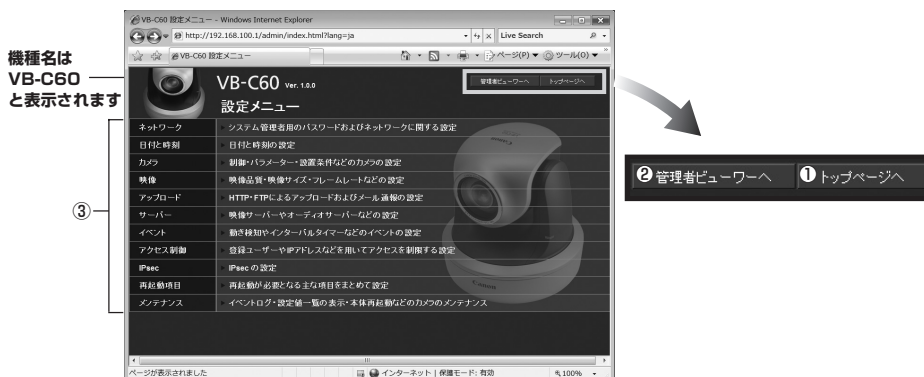 VB-C60 設定メニュー - Windows Internet Explorer
http://192.168.100.1/admin/index.html?lang=ja
Live Search
VB-C60 設定メニュー
ページ(P)
ツール(O)
機種名は
VB-C60
と表示されます
VB-C60 Ver. 1.0.0
設定メニュー
管理者ビューワーへ トップページへ
③
ネットワーク システム管理者用のパスワードおよびネットワークに関する設定
日付と時刻 日付と時刻の設定
カメラ 制御・パラメーター・設置条件などのカメラの設定
映像 映像品質・映像サイズ・フレームレートなどの設定
アップロード HTTP・FTPによるアップロードおよびメール通報の設定
サーバー 映像サーバーやオーディオサーバーなどの設定
イベント 動き検知やインターバルタイマーなどのイベントの設定
アクセス制御 登録ユーザーやIPアドレスなどを用いてアクセスを制限する設定
IPsec IPsec の設定
再起動項目 再起動が必要となる主な項目をまとめて設定
メンテナンス イベントログ・設定値一覧の表示・本体再起動などのカメラのメンテナンス
Canon
Canon
ページが表示されました
インターネット | 保護モード: 有効
100%
❷ 管理者ビューワーへ ❶ トップページへ